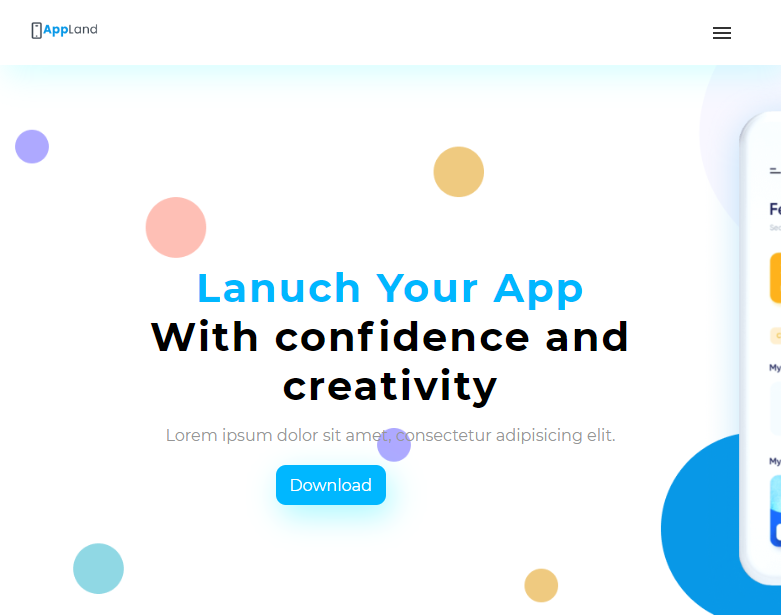 AppLand
Lanuch Your App
With confidence and
creativity
Lorem ipsum dolor sit amet, consectetur adipisicing elit.
Download
My
My